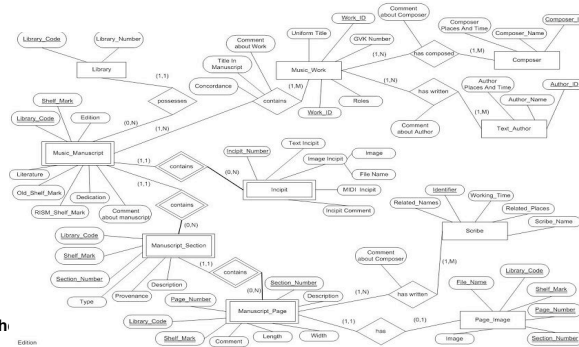 Library_Code
Library_Number
Library
(1,1)
possesses
(0,N)
Comment
about Work
Title In
Manuscript
Concordance
contains
(1,M)
(1,N)
Uniform Title
Work_ID
GVK Number
Music_Work
Work_ID
Roles
(1,N)
(1,N)
Comment
about Composer
has composed
(1,M)
Composer
Places And Time
Composer_Name
Composer
has written
(1,M)
Comment
about Author
Author
Places And Time
Author_ID
Author_Name
Text_Author
Shelf_Mark
Library_Code
Edition
Music_Manuscript
Literature
Old_Shelf_Mark
RISM_Shelf_Mark
Dedication
Comment
about manuscript
(1,1)
contains
(0,N)
Incipit_Number
Text Incipit
Image Incipit
Image
File Name
MIDI Incipit
Incipit Comment
Incipit
(1,1)
contains
(0,N)
Library_Code
Shelf_Mark
Section_Number
Type
Provenance
Description
Manuscript_Section
(1,1)
contains
(0,N)
Identifier
Related_Names
Working_Time
Related_Places
Scribe_Name
Scribe
Comment
about Composer
(1,N)
has written
(1,M)
Page_Number
Section_Number
Description
Library_Code
Manuscript_Page
Shelf_Mark
Comment
Length
Width
(1,1)
has
(0,1)
File_Name
Library_Code
Shelf_Mark
Page_Number
Section_Number
Image
Page_Image
Edition